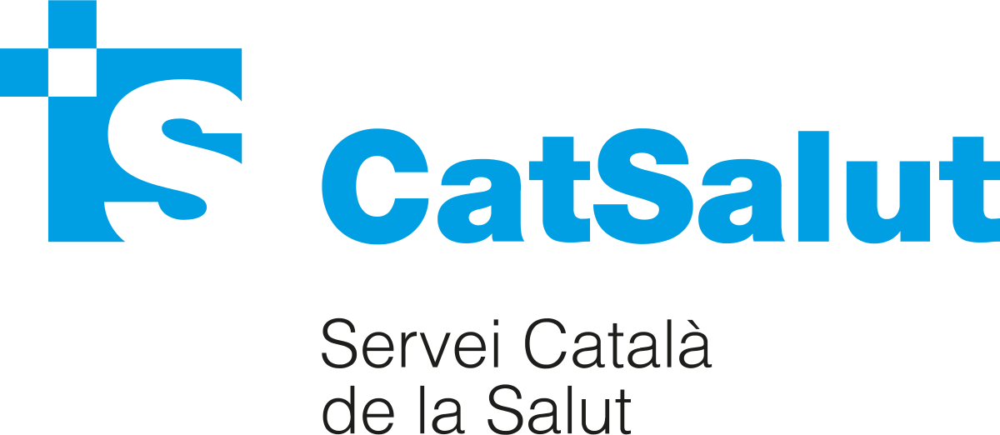 S
CatSalut
Servei Català
de la Salut